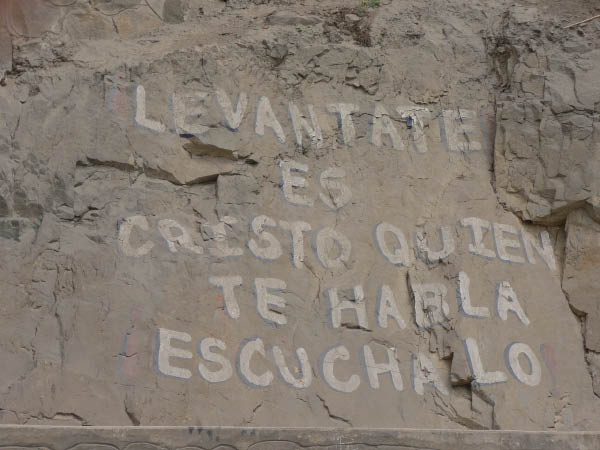 LEVANTATE
ES
CRISTO QUIEN
TE HABLA
ESCUCHALO